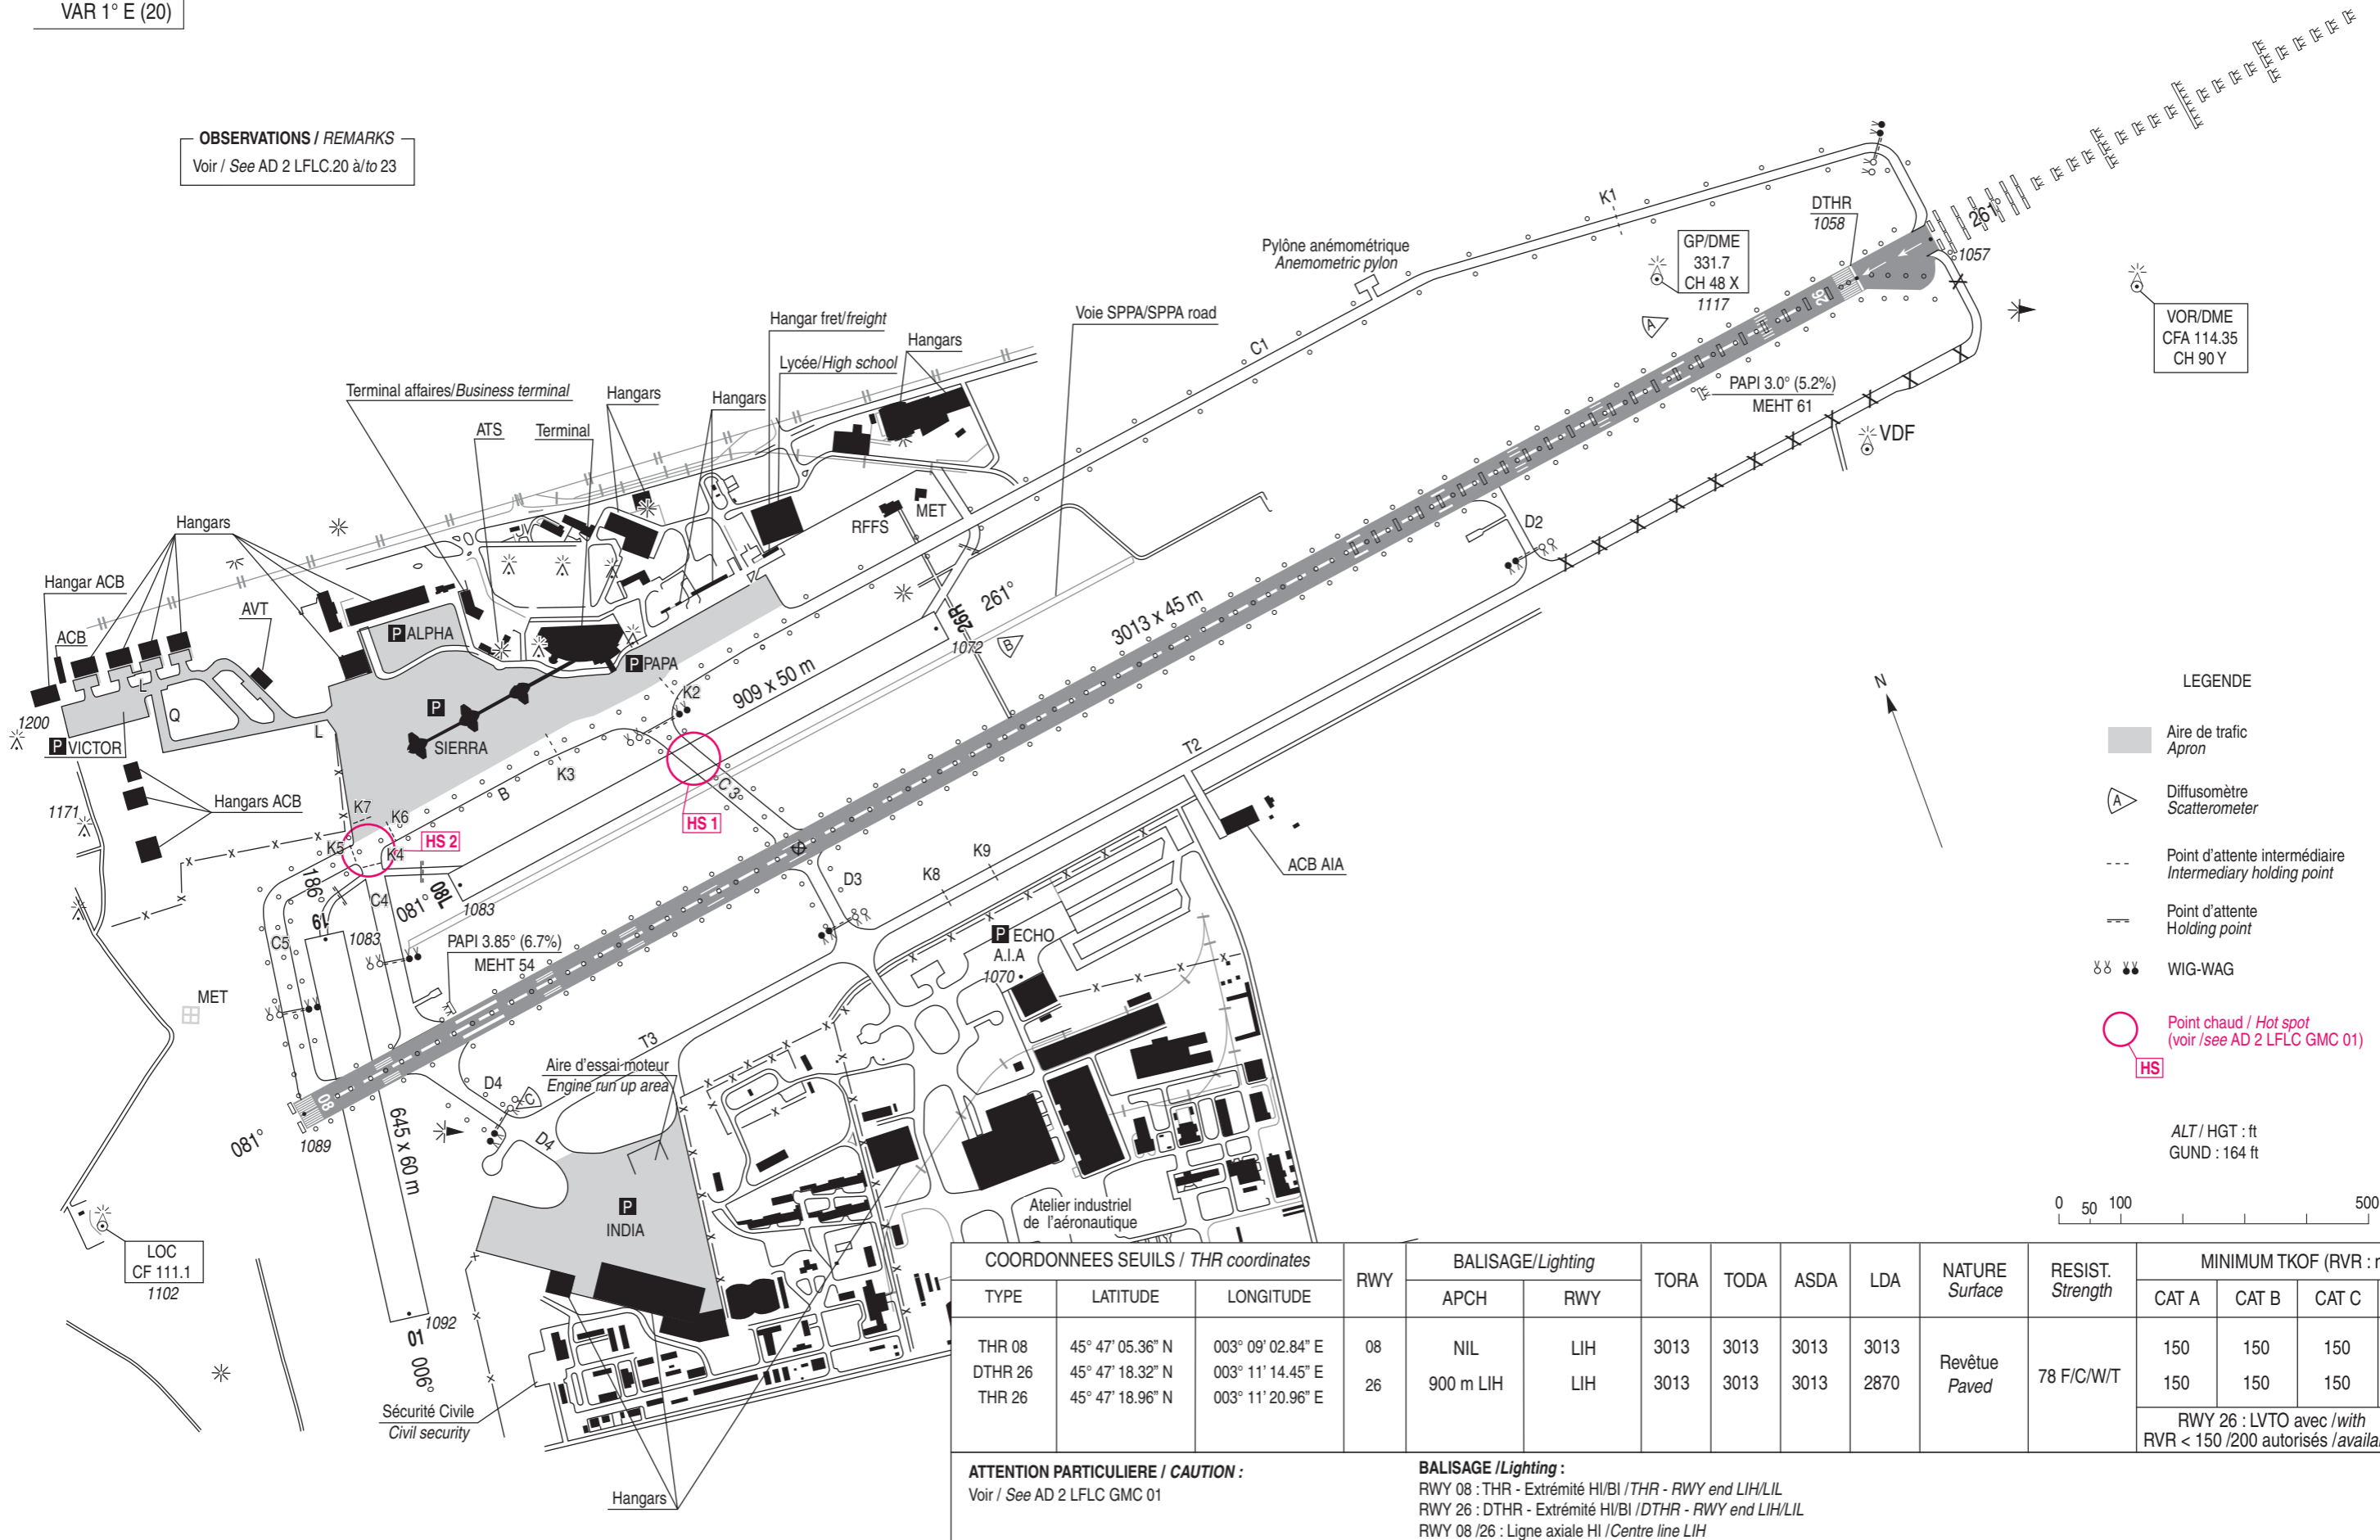 VAR 1° E (20)
OBSERVATIONS / REMARKS
Voir / See AD 2 LFLC.20 à/to 23
K1
DTHR
1058
261°
1057
GP/DME
331.7
CH 48 X
1117
Pylône anémométrique
Anemometric pylon
VOR/DME
CFA 114.35
CH 90 Y
Voie SPPA/SPPA road
Hangar fret/freight
Lycée/High school
Hangars
C1
A
26
PAPI 3.0° (5.2%)
MEHT 61
VDF
Terminal affaires/Business terminal
Hangars
Hangars
ATS
Terminal
RFFS
MET
D2
Hangars
Hangar ACB
ACB
AVT
P ALPHA
P PAPA
26R
261°
1072
B
3013 x 45 m
909 x 50 m
K2
L
Q
1200
P VICTOR
L
P
SIERRA
K3
B
C 3
HS 1
T2
N
LEGENDE
Aire de trafic
Apron
A
Diffusomètre
Scatterometer
Point d'attente intermédiaire
Intermediary holding point
Point d'attente
Holding point
WIG-WAG
Point chaud / Hot spot
(voir /see AD 2 LFLC GMC 01)
HS
ALT / HGT : ft
GUND : 164 ft
0 50 100 500
Hangars ACB
1171
K7
K6
K5
K4
HS 2
186°
19
C4
081°
08L
1083
1083
C5
PAPI 3.85° (6.7%)
MEHT 54
D3
K8
K9
ACB AIA
P ECHO
A.I.A
1070
MET
T3
Aire d'essai moteur
Engine run up area
D4
C
D4
08
081°
1089
645 x 60 m
P
INDIA
Atelier industriel
de l'aéronautique
LOC
CF 111.1
1102
1092
01
006°
Sécurité Civile
Civil security
Hangars
COORDONNEES SEUILS / THR coordinates
RWY
BALISAGE/Lighting
TORA
TODA
ASDA
LDA
NATURE
Surface
RESIST.
Strength
MINIMUM TKOF (RVR :
TYPE
LATITUDE
LONGITUDE
APCH
RWY
CAT A
CAT B
CAT C
THR 08 45° 47' 05.36” N 003° 09' 02.84” E
DTHR 26 45° 47' 18.32” N 003° 11' 14.45” E
THR 26 45° 47' 18.96” N 003° 11' 20.96” E
08 NIL LIH 3013 3013 3013 3013
26 900 m LIH LIH 3013 3013 3013 2870
Revêtue
Paved
78 F/C/W/T
150 150 150
150 150 150
RWY 26 : LVTO avec /with
RVR < 150 /200 autorisés /availa
ATTENTION PARTICULIERE / CAUTION :
Voir / See AD 2 LFLC GMC 01
BALISAGE /Lighting :
RWY 08 : THR - Extrémité HI/BI /THR - RWY end LIH/LIL
RWY 26 : DTHR - Extrémité HI/BI /DTHR - RWY end LIH/LIL
RWY 08 /26 : Ligne axiale HI /Centre line LIH